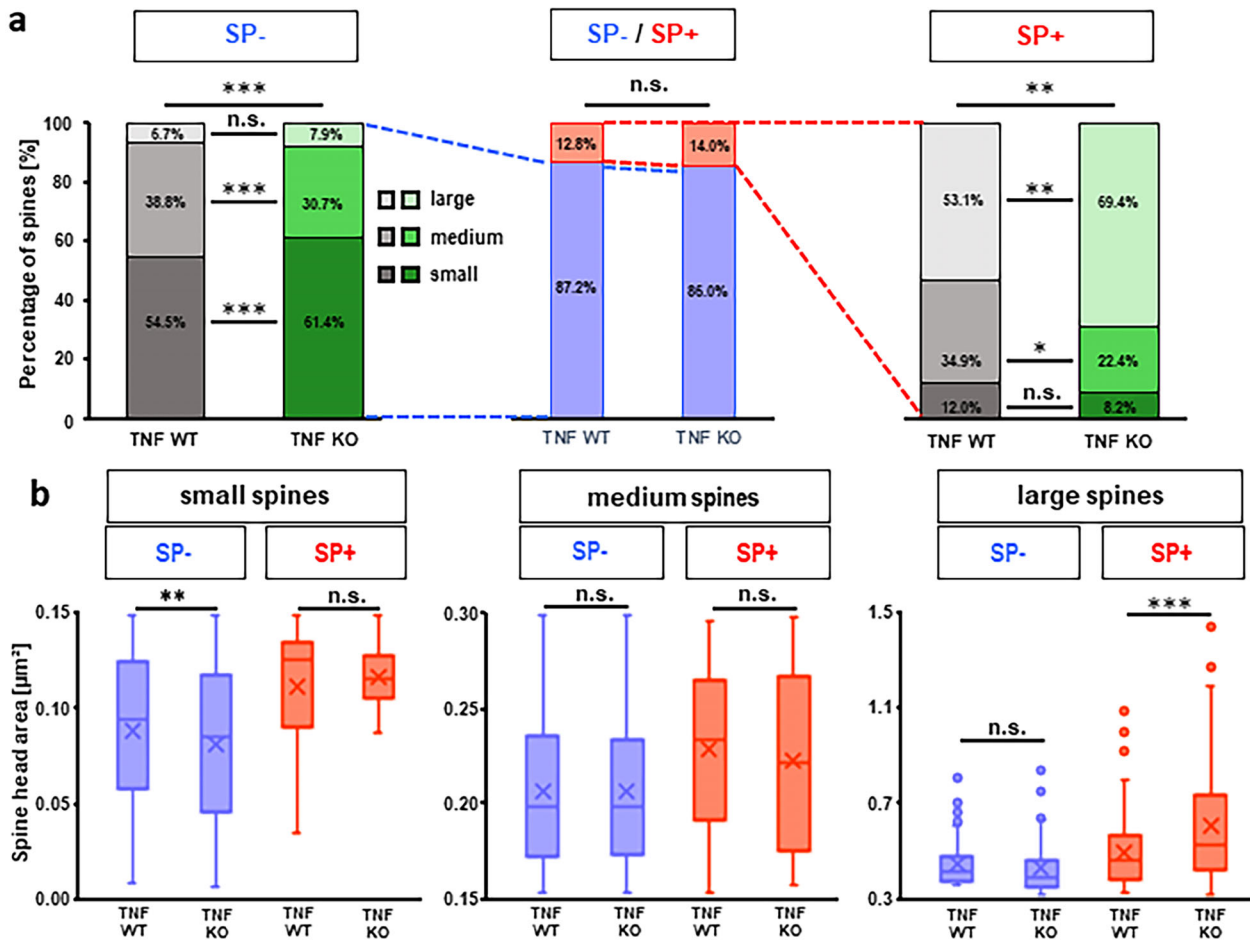 a
SP-
SP- / SP+
SP+
***
n.s.
**
Percentage of spines [%]
100
80
60
40
20
0
6.7%
n.s.
7.9%
38.8%
***
30.7%
54.5%
***
61.4%
TNF WT
TNF KO
large
medium
small
12.8%
14.0%
87.2%
86.0%
TNF WT
TNF KO
53.1%
**
69.4%
34.9%
*
22.4%
12.0%
n.s.
8.2%
TNF WT
TNF KO
b
small spines
SP-
SP+
**
n.s.
Spine head area [µm²]
0.15
0.10
0.05
0.00
TNF WT
TNF KO
TNF WT
TNF KO
medium spines
SP-
SP+
n.s.
n.s.
0.30
0.25
0.20
0.15
TNF WT
TNF KO
TNF WT
TNF KO
large spines
SP-
SP+
n.s.
***
1.5
1.1
0.7
0.3
TNF WT
TNF KO
TNF WT
TNF KO